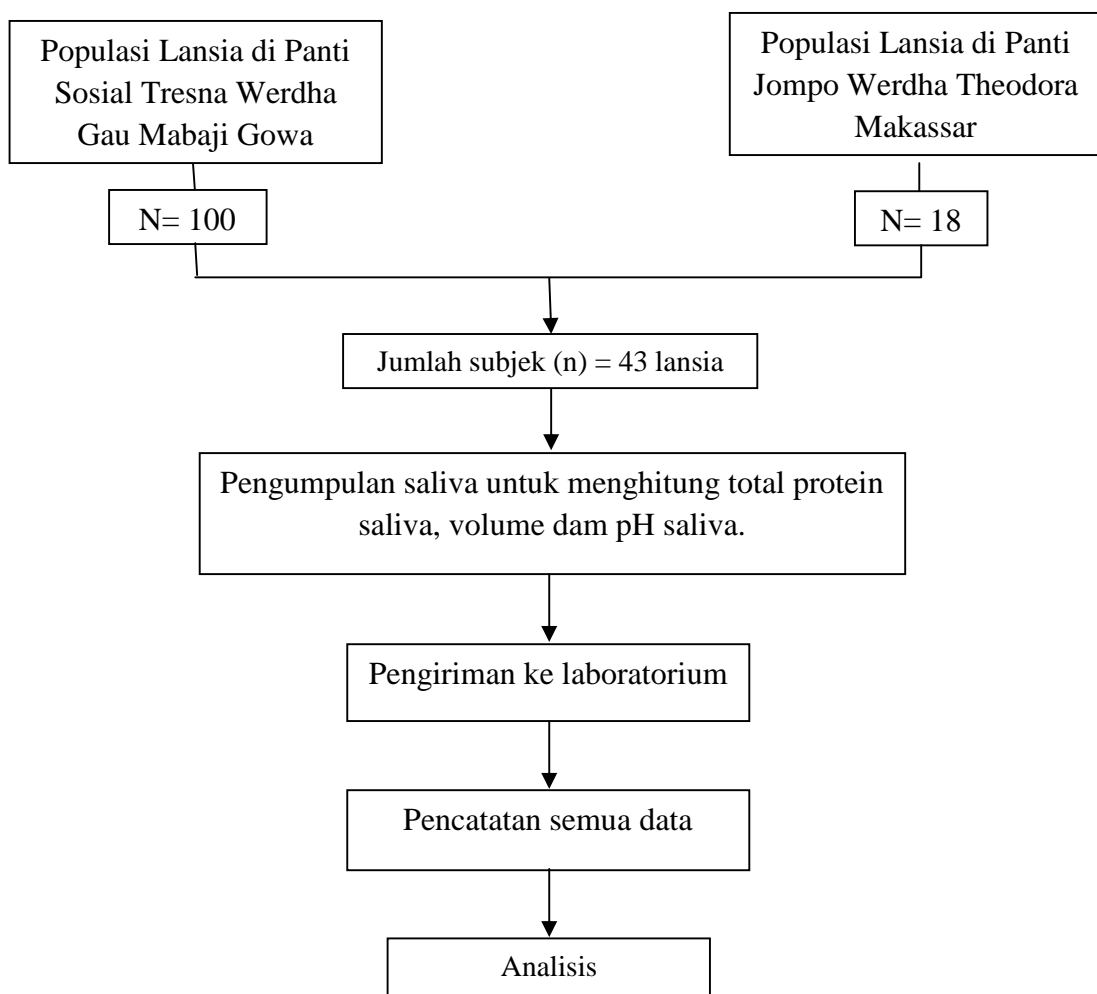 Populasi Lansia di Panti
Sosial Tresna Werdha
Gau Mabaji Gowa
Populasi Lansia di Panti
Jompo Werdha Theodora
Makassar
N= 100
N= 18
Jumlah subjek (n) = 43 lansia
Pengumpulan saliva untuk menghitung total protein
saliva, volume dam pH saliva.
Pengiriman ke laboratorium
Pencatatan semua data
Analisis